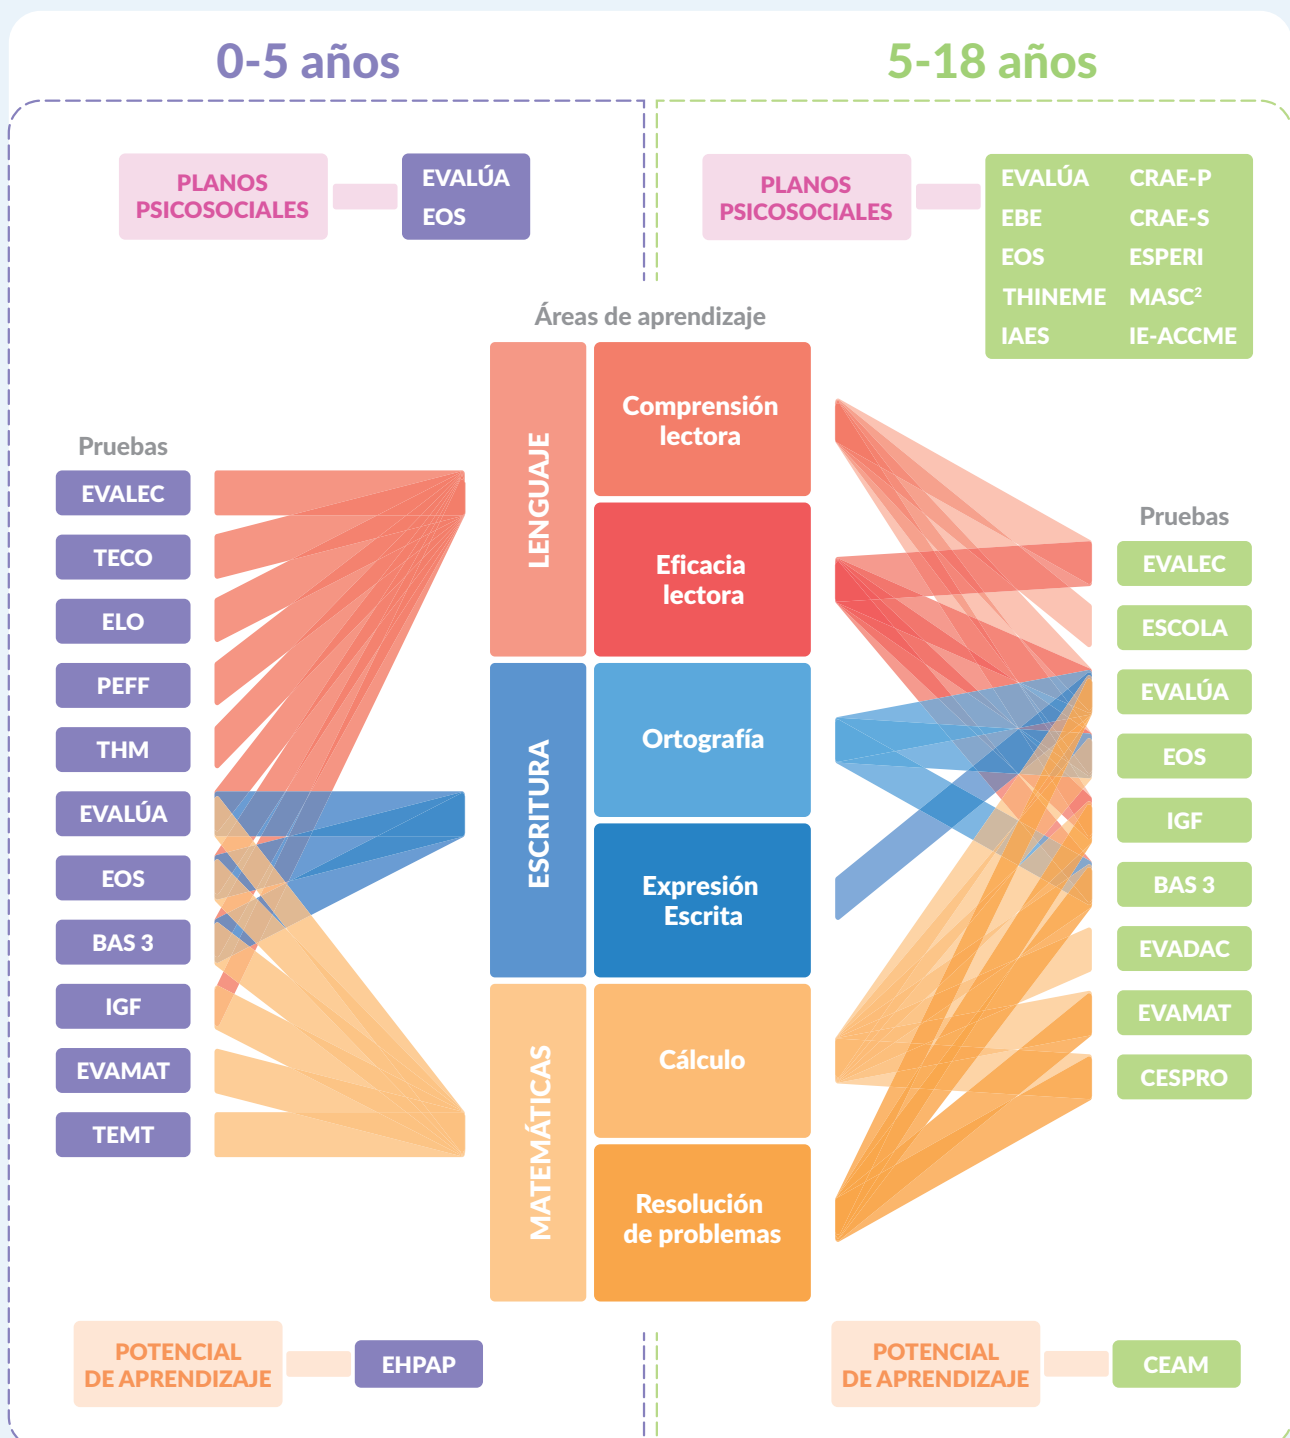 0-5 años
5-18 años
PLANOS
PSICOSOCIALES
EVALÚA
EOS
PLANOS
PSICOSOCIALES
EVALÚA
EBE
EOS
THINEME
IAES
CRAE-P
CRAE-S
ESPERI
MASC²
IE-ACCME
Áreas de aprendizaje
Pruebas
EVALEC
TECO
ELO
PEFF
THM
EVALÚA
EOS
BAS 3
IGF
EVAMAT
TEMT
LENGUAJE
Comprensión
lectora
Eficacia
lectora
ESCRITURA
Ortografía
Expresión
Escrita
MATEMÁTICAS
Cálculo
Resolución
de problemas
Pruebas
EVALEC
ESCOLA
EVALÚA
EOS
IGF
BAS 3
EVADAC
EVAMAT
CESPRO
POTENCIAL
DE APRENDIZAJE
EHPAP
POTENCIAL
DE APRENDIZAJE
CEAM